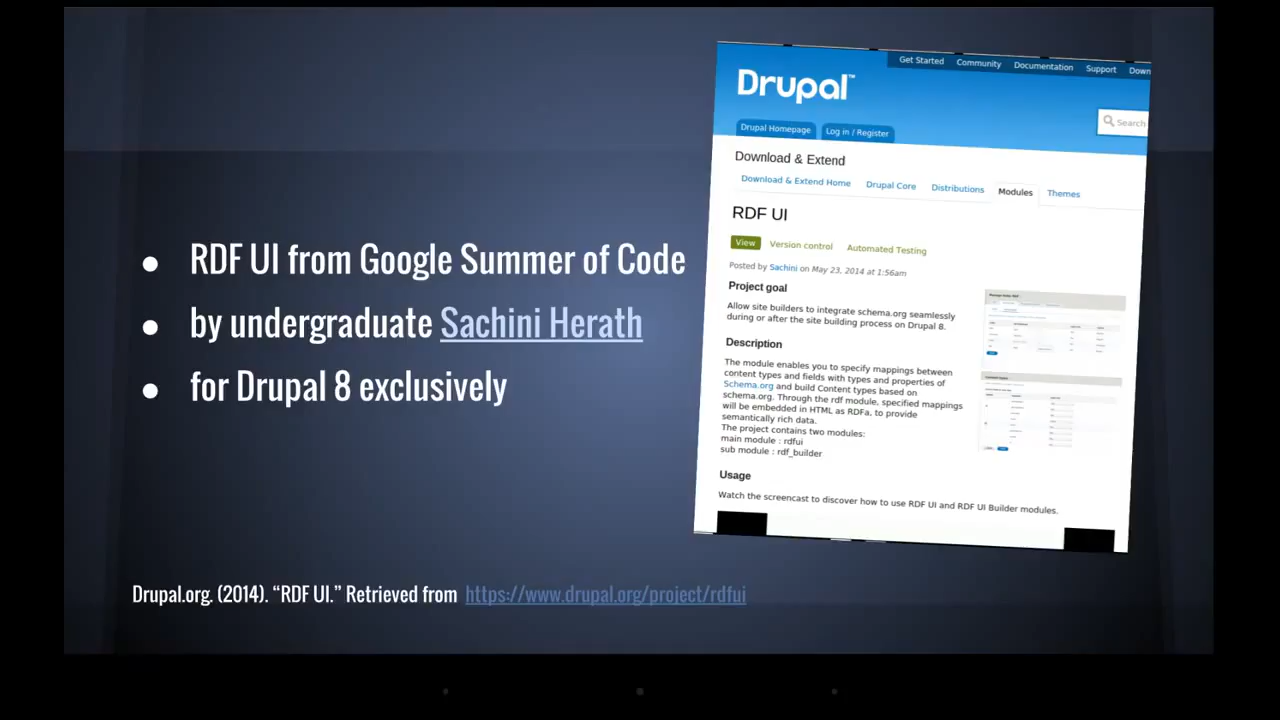 ● RDF UI from Google Summer of Code
● by undergraduate Sachini Herath
● for Drupal 8 exclusively
Drupal.org. (2014). “RDF UI.” Retrieved from https://www.drupal.org/project/rdfui
Get Started Community Documentation Support Down
Drupal™
Search
Drupal Homepage Log in / Register
Download & Extend
Download & Extend Home Drupal Core Distributions Modules Themes
RDF UI
View Version control Automated Testing
Posted by Sachini on May 23, 2014 at 1:56am
Project goal
Allow site builders to integrate schema.org seamlessly
during or after the site building process on Drupal 8.
Description
The module enables you to specify mappings between
content types and fields with types and properties of
Schema.org and build Content types based on
schema.org. Through the rdf module, specified mappings
will be embedded in HTML as RDFa, to provide
semantically rich data.
The project contains two modules:
main module : rdfui
sub module : rdf_builder
Usage
Watch the screencast to discover how to use RDF UI and RDF UI Builder modules.